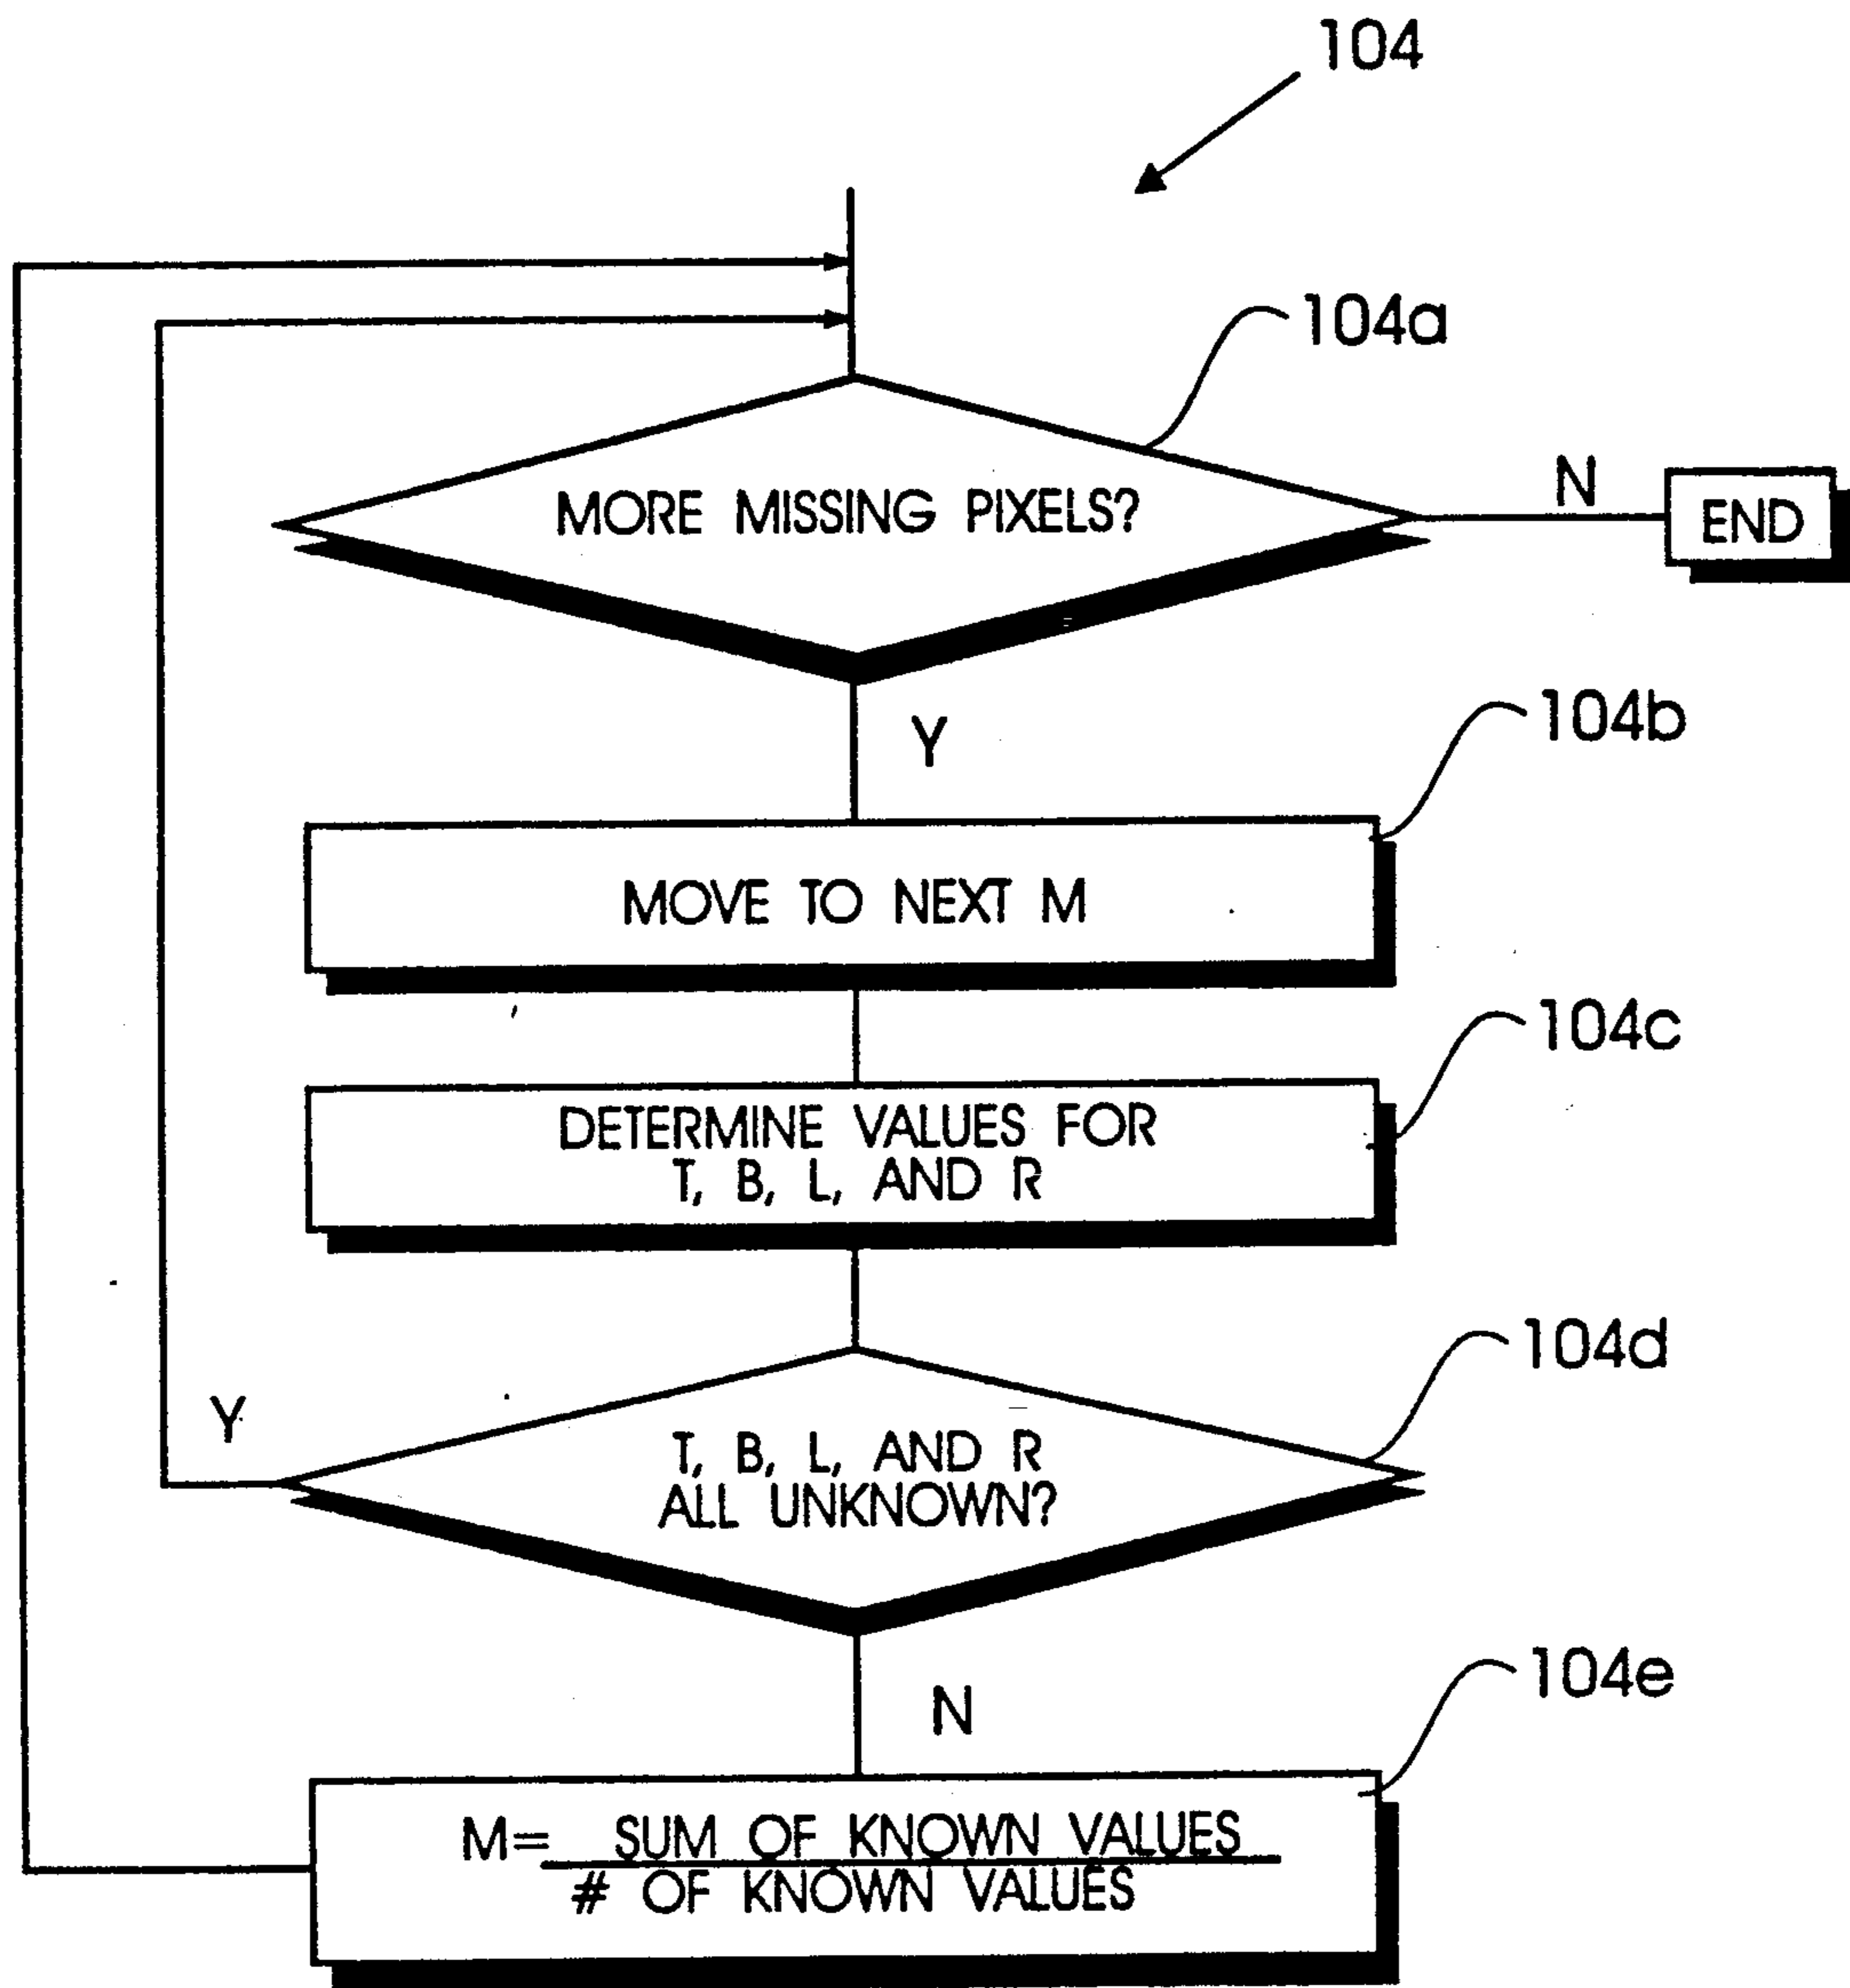 104
104a
MORE MISSING PIXELS?
N
END
Y
104b
MOVE TO NEXT M
104c
DETERMINE VALUES FOR
T, B, L, AND R
104d
Y
T, B, L, AND R
ALL UNKNOWN?
N
104e
M= SUM OF KNOWN VALUES
# OF KNOWN VALUES